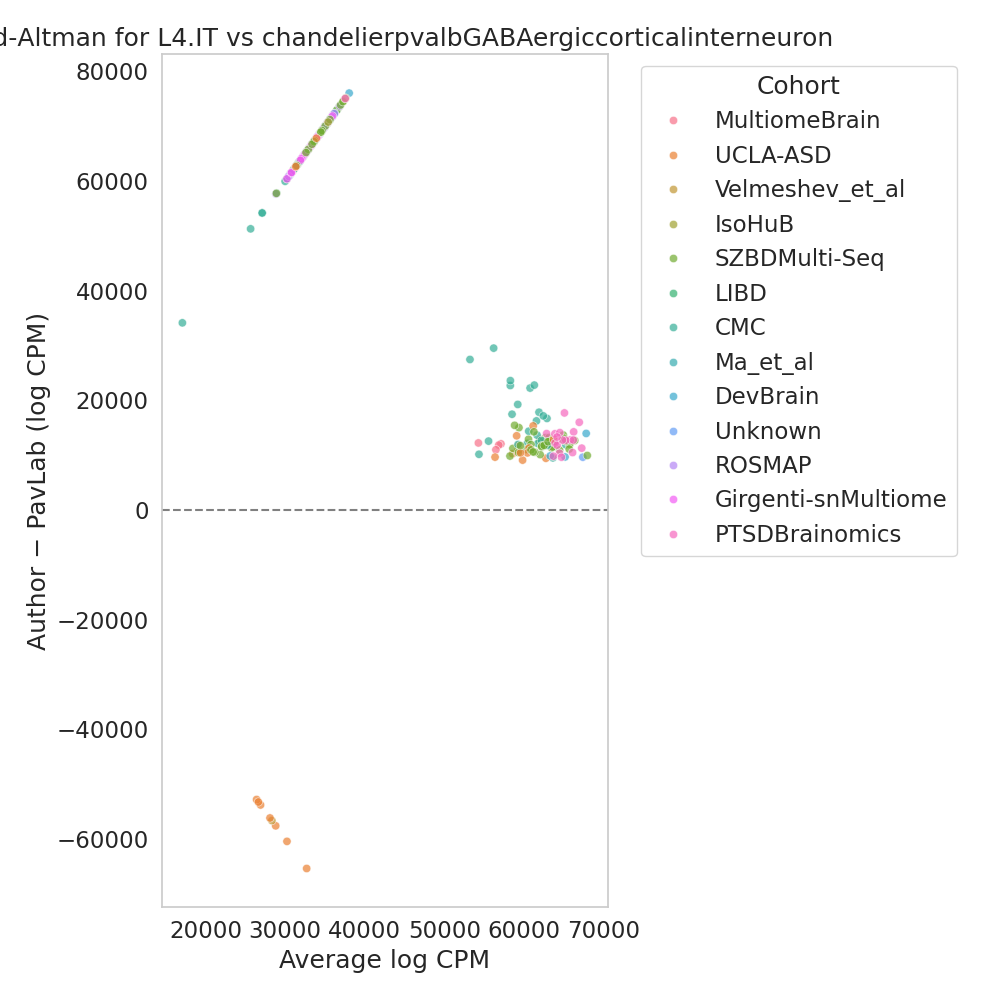 d-Altman for L4.IT vs chandelierpvalbGABAergiccorticalinterneuron
80000
60000
40000
20000
0
−20000
−40000
−60000
Author − PavLab (log CPM)
20000 30000 40000 50000 60000 70000
Average log CPM
Cohort
MultiomeBrain
UCLA-ASD
Velmeshev_et_al
IsoHuB
SZBDMulti-Seq
LIBD
CMC
Ma_et_al
DevBrain
Unknown
ROSMAP
Girgenti-snMultiome
PTSDBrainomics